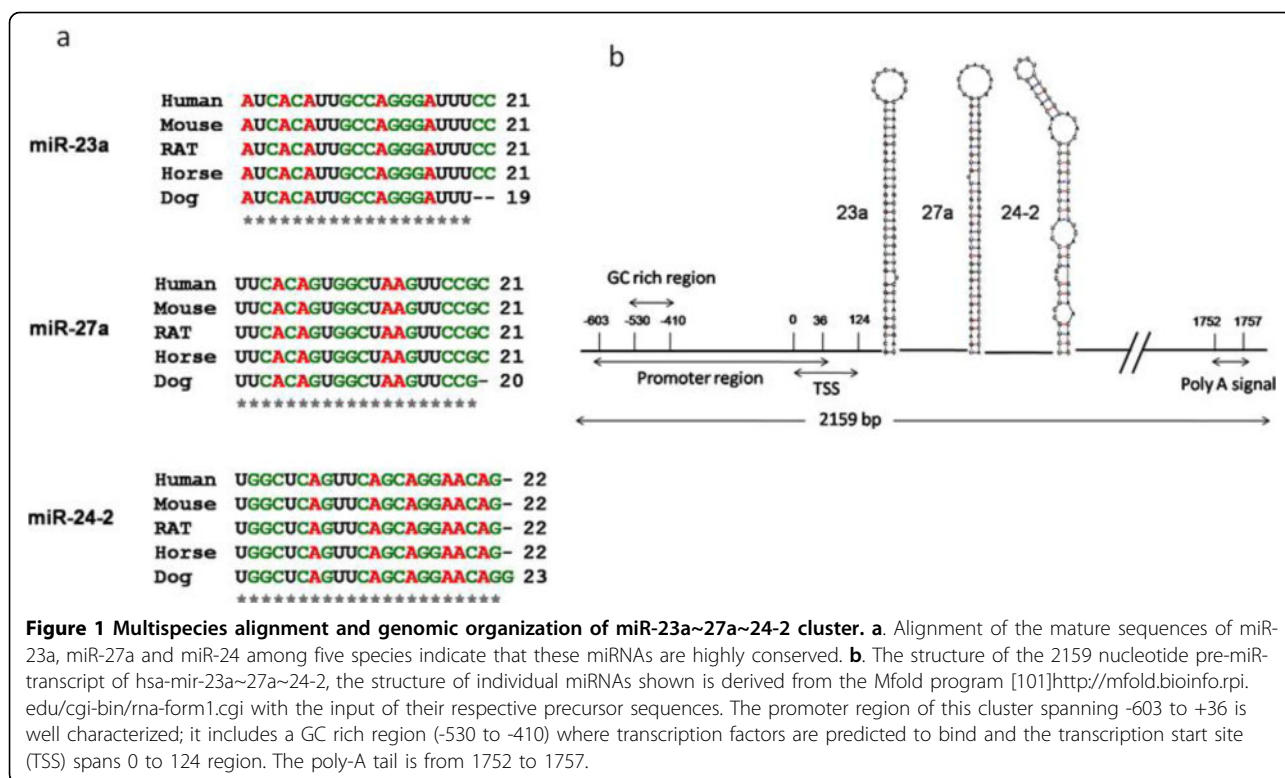 a
Human AUCACAUUGCCAGGGAUUUCC 21
Mouse AUCACAUUGCCAGGGAUUUCC 21
miR-23a
RAT AUCACAUUGCCAGGGAUUUCC 21
Horse AUCACAUUGCCAGGGAUUUCC 21
Dog AUCACAUUGCCAGGGAUUU-- 19
*******************
Human UUCACAGUGGCUAAGUUCCGC 21
Mouse UUCACAGUGGCUAAGUUCCGC 21
miR-27a
RAT UUCACAGUGGCUAAGUUCCGC 21
Horse UUCACAGUGGCUAAGUUCCGC 21
Dog UUCACAGUGGCUAAGUUCCG- 20
********************
Human UGGCUCAGUUCAGCAGGAACAG- 22
Mouse UGGCUCAGUUCAGCAGGAACAG- 22
miR-24-2
RAT UGGCUCAGUUCAGCAGGAACAG- 22
Horse UGGCUCAGUUCAGCAGGAACAG- 22
Dog UGGCUCAGUUCAGCAGGAACAGG 23
**********************
b
23a 27a 24-2
GC rich region
-603 -530 -410 0 36 124 1752 1757
Promoter region TSS Poly A signal
2159 bp
Figure 1 Multispecies alignment and genomic organization of miR-23a~27a~24-2 cluster. a. Alignment of the mature sequences of miR-
23a, miR-27a and miR-24 among five species indicate that these miRNAs are highly conserved. b. The structure of the 2159 nucleotide pre-miR-
transcript of hsa-mir-23a~27a~24-2, the structure of individual miRNAs shown is derived from the Mfold program [101]http://mfold.bioinfo.rpi.
edu/cgi-bin/rna-form1.cgi with the input of their respective precursor sequences. The promoter region of this cluster spanning -603 to +36 is
well characterized; it includes a GC rich region (-530 to -410) where transcription factors are predicted to bind and the transcription start site
(TSS) spans 0 to 124 region. The poly-A tail is from 1752 to 1757.